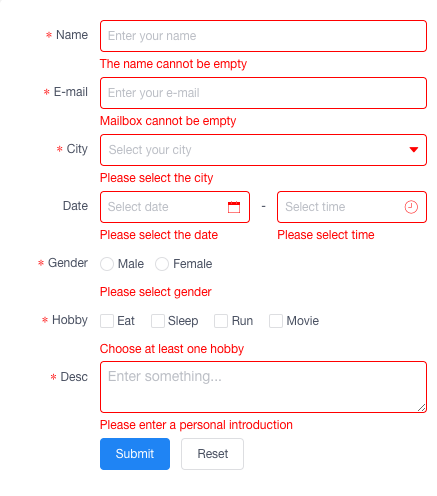 * Name Enter your name
The name cannot be empty
* E-mail Enter your e-mail
Mailbox cannot be empty
* City Select your city
Please select the city
Date Select date - Select time
Please select the date Please select time
* Gender Male Female
Please select gender
* Hobby Eat Sleep Run Movie
Choose at least one hobby
* Desc Enter something...
Please enter a personal introduction
Submit Reset